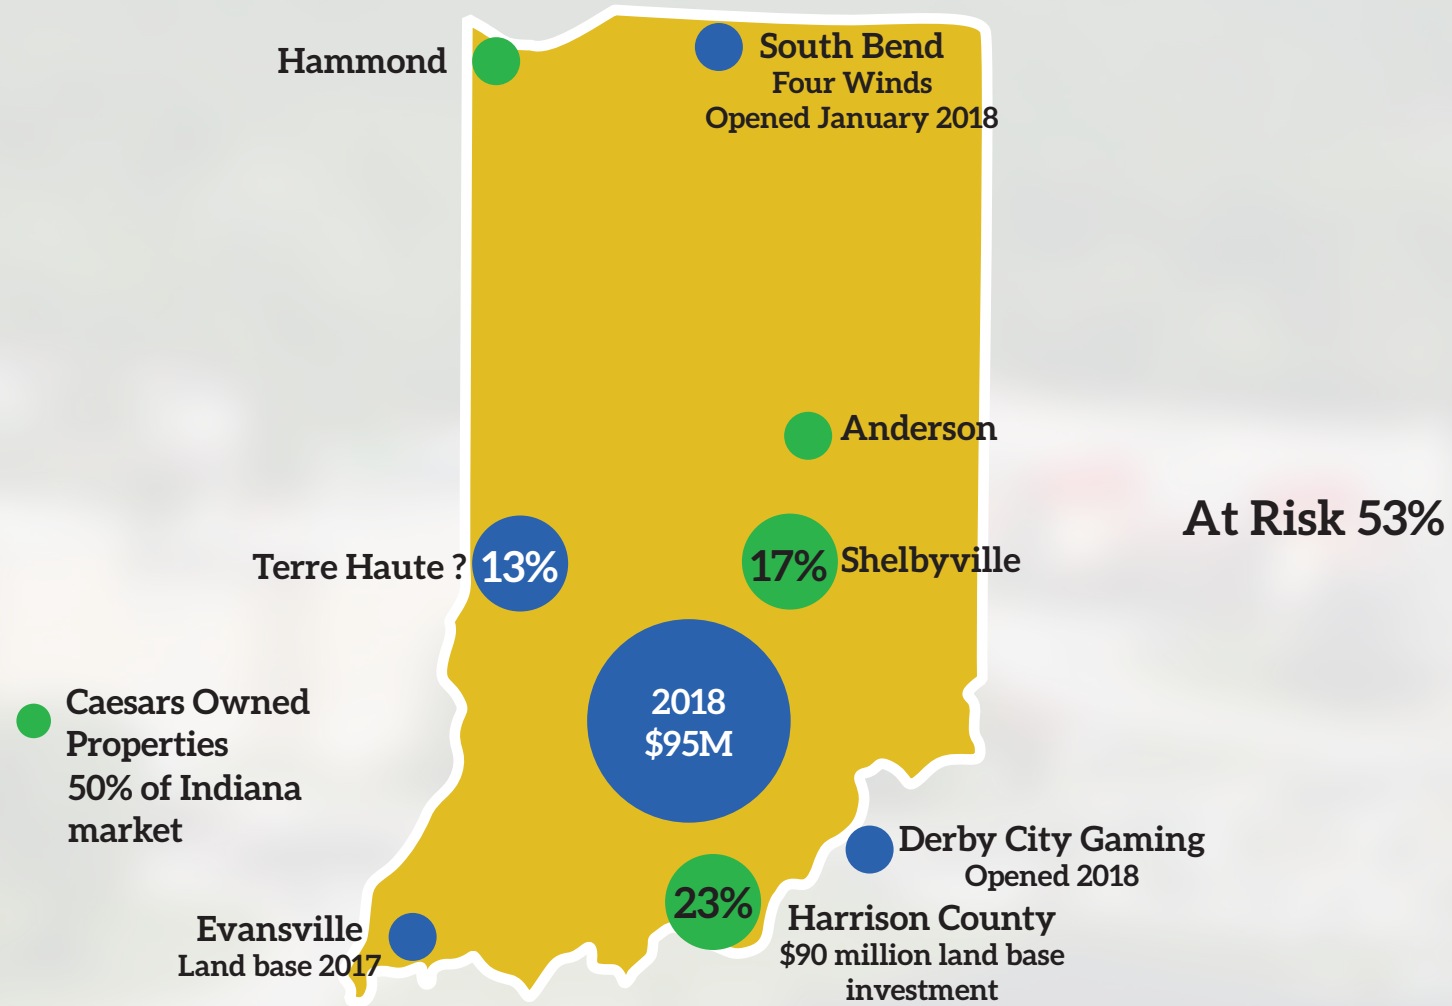 Hammond
South Bend
Four Winds
Opened January 2018
Anderson
At Risk 53%
Terre Haute ?
13%
17%
Shelbyville
2018
$95M
Caesars Owned
Properties
50% of Indiana
market
Derby City Gaming
Opened 2018
23%
Harrison County
$90 million land base
investment
Evansville
Land base 2017